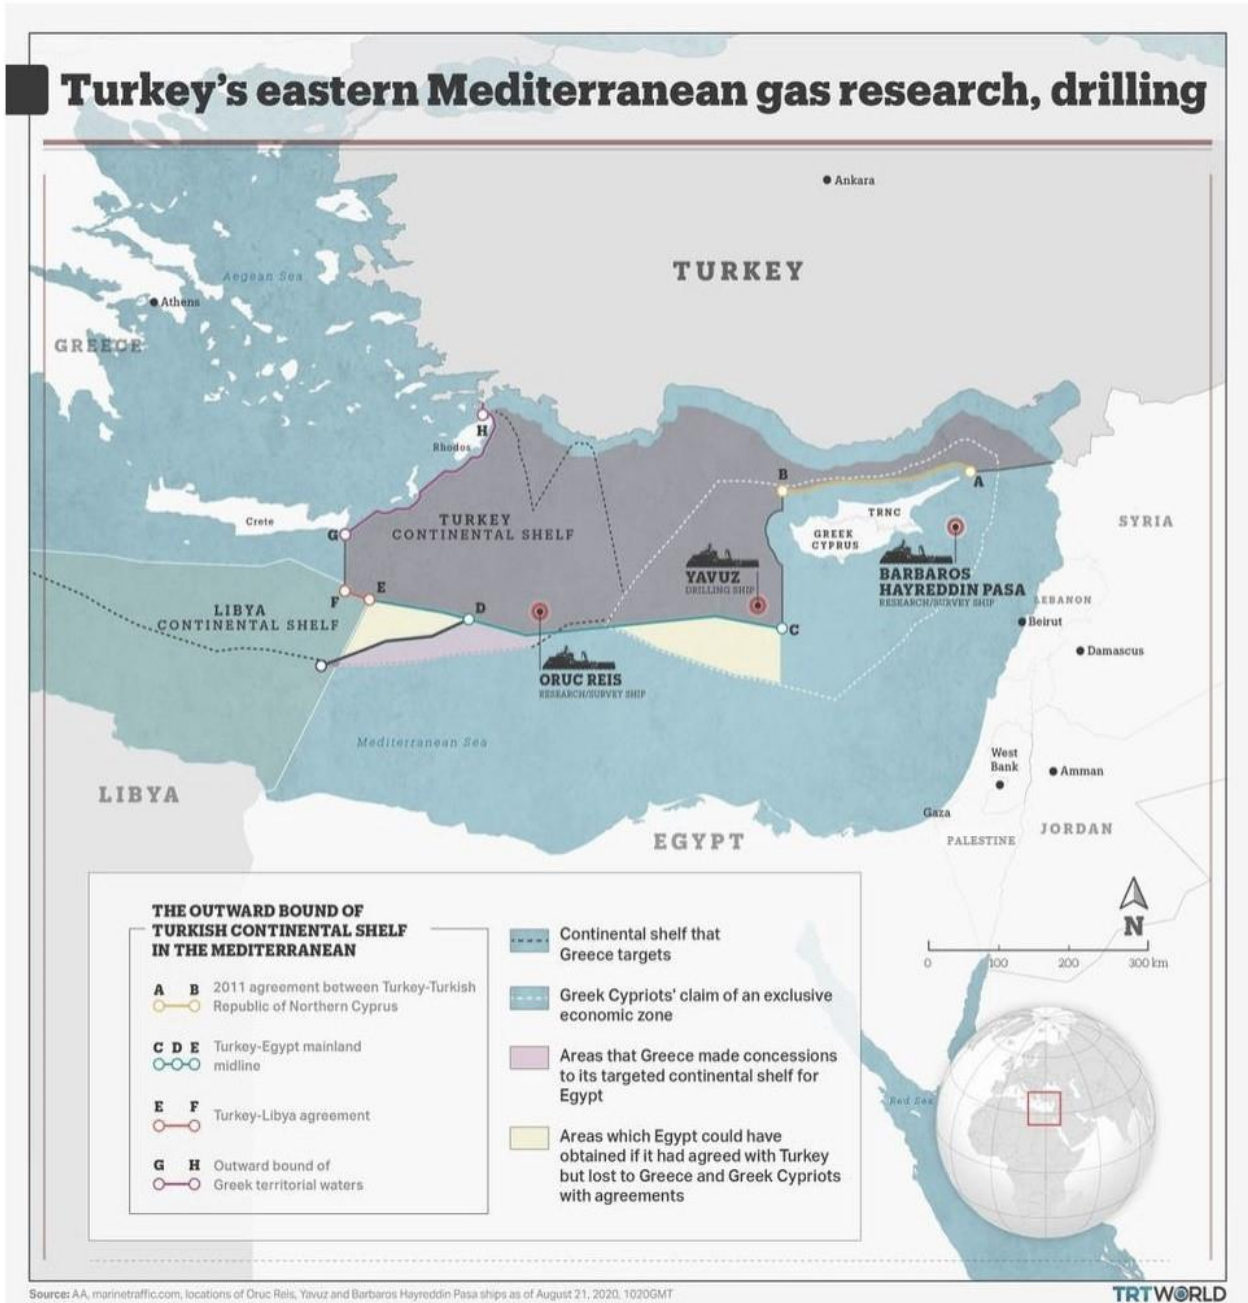 Turkey's eastern Mediterranean gas research, drilling
Ankara
TURKEY
Aegean Sea
Athens
GREECE
H
Rhodos
B
A
TRNC
GREEK
CYPRUS
SYRIA
Crete
G
TURKEY
CONTINENTAL SHELF
YAVUZ
DRILLING SHIP
BARBAROS
HAYREDDIN PASA
RESEARCH/SURVEY SHIP
LEBANON
Beirut
Damascus
F
E
D
C
LIBYA
CONTINENTAL SHELF
ORUC REIS
RESEARCH/SURVEY SHIP
Mediterranean Sea
West
Bank
Amman
LIBYA
Gaza
EGYPT
PALESTINE
JORDAN
THE OUTWARD BOUND OF
TURKISH CONTINENTAL SHELF
IN THE MEDITERRANEAN
A B 2011 agreement between Turkey-Turkish
Republic of Northern Cyprus
C D E Turkey-Egypt mainland
midline
E F Turkey-Libya agreement
G H Outward bound of
Greek territorial waters
Continental shelf that
Greece targets
Greek Cypriots' claim of an exclusive
economic zone
Areas that Greece made concessions
to its targeted continental shelf for
Egypt
Areas which Egypt could have
obtained if it had agreed with Turkey
but lost to Greece and Greek Cypriots
with agreements
N
0 100 200 300 km
Red Sea
Source: AA, marinetraffic.com, locations of Oruc Reis, Yavuz and Barbaros Hayreddin Pasa ships as of August 21, 2020, 1020GMT
TRTWORLD